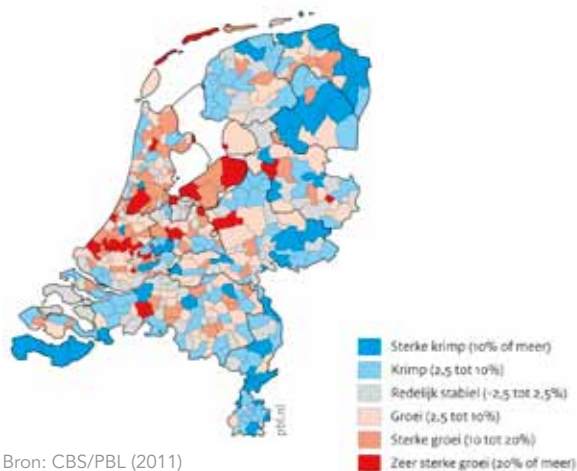 pbl.nl
Sterke krimp (10% of meer)
Krimp (2,5 tot 10%)
Redelijk stabiel (-2,5 tot 2,5%)
Groei (2,5 tot 10%)
Sterke groei (10 tot 20%)
Zeer sterke groei (20% of meer)
Bron: CBS/PBL (2011)